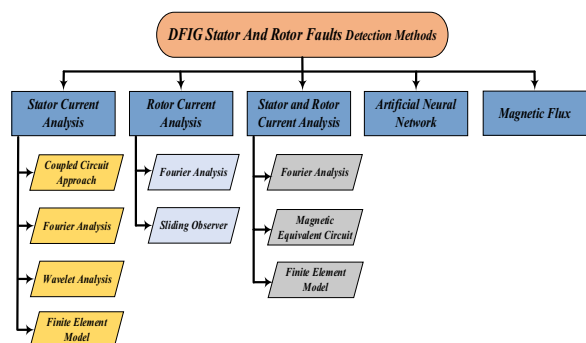 DFIG Stator And Rotor Faults Detection Methods
Stator Current
Analysis
Rotor Current
Analysis
Stator and Rotor
Current Analysis
Artificial Neural
Network
Magnetic Flux
Coupled Circuit
Approach
Fourier Analysis
Wavelet Analysis
Finite Element
Model
Fourier Analysis
Sliding Observer
Fourier Analysis
Magnetic
Equivalent Circuit
Finite Element
Model